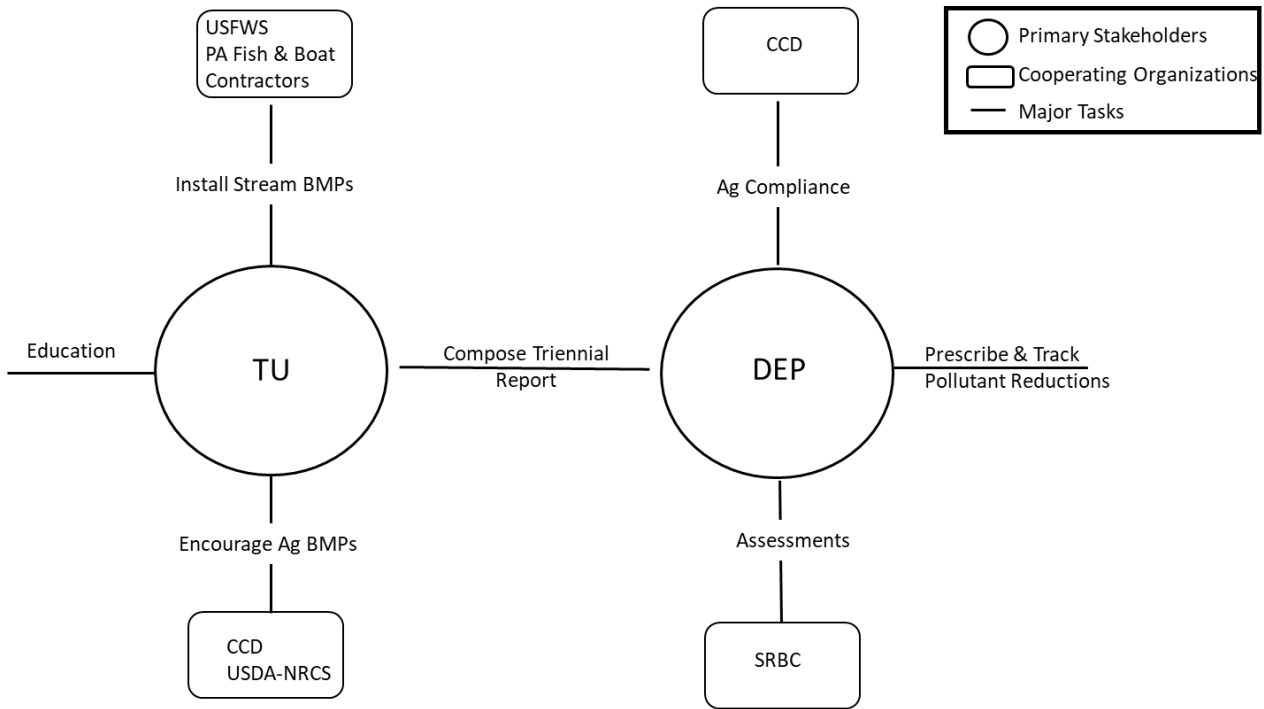 USFWS
PA Fish & Boat
Contractors
CCD
Primary Stakeholders
Cooperating Organizations
Major Tasks
Install Stream BMPs
Ag Compliance
Education
TU
Compose Triennial
Report
DEP
Prescribe & Track
Pollutant Reductions
Encourage Ag BMPs
Assessments
CCD
USDA-NRCS
SRBC